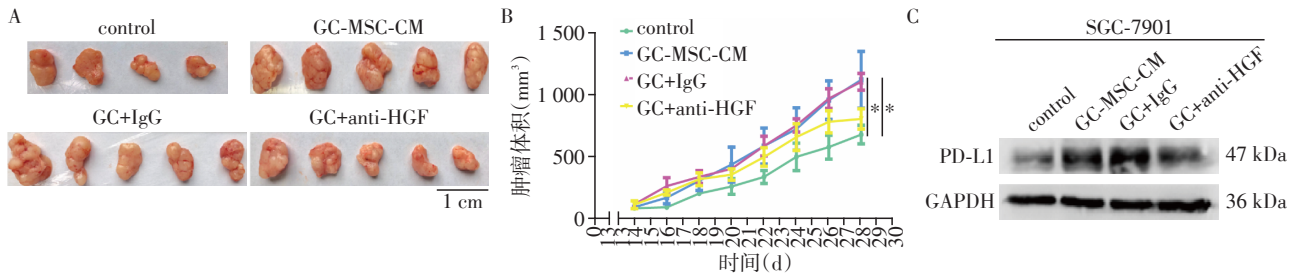 A
control
GC-MSC-CM
GC+IgG
GC+anti-HGF
1 cm
B
control
GC-MSC-CM
GC+IgG
GC+anti-HGF
1 500
1 000
500
0
肿瘤体积(mm³)
**
0 13 14 15 16 17 18 19 20 21 22 23 24 25 26 27 28 29 30
时间(d)
C
SGC-7901
control
GC-MSC-CM
GC+IgG
GC+anti-HGF
PD-L1
47 kDa
GAPDH
36 kDa